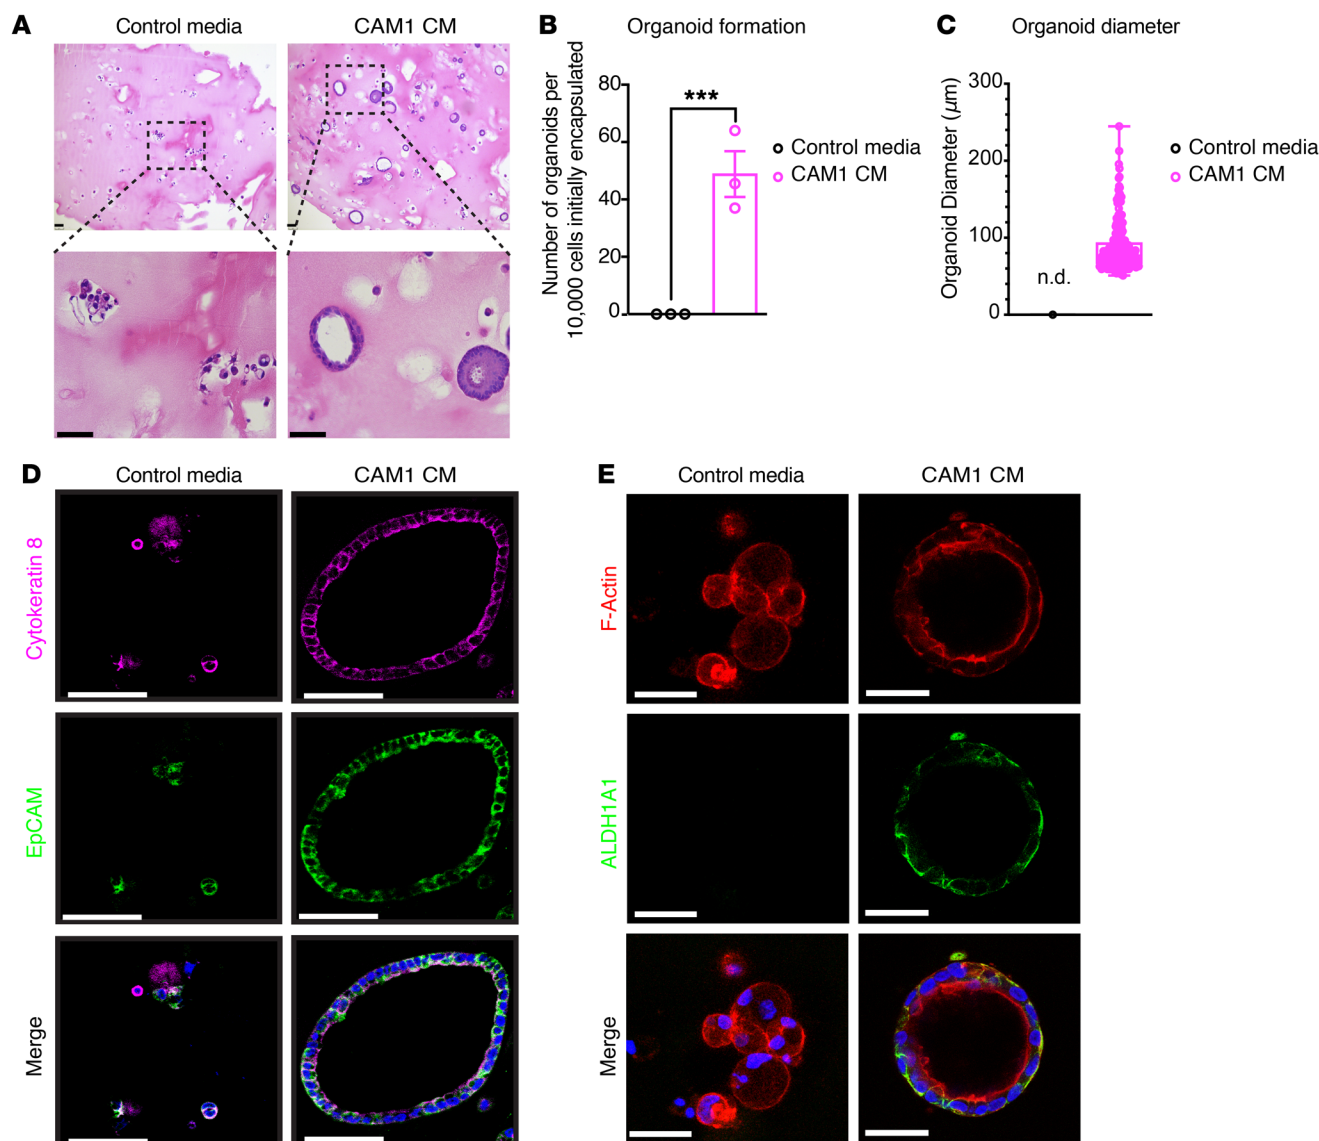 A
Control media
CAM1 CM
B
Organoid formation
Number of organoids per
10,000 cells initially encapsulated
80
60
40
20
0
***
Control media
CAM1 CM
C
Organoid diameter
Organoid Diameter (µm)
300
200
100
0
n.d.
Control media
CAM1 CM
D
Control media
CAM1 CM
Cytokeratin 8
EpCAM
Merge
E
Control media
CAM1 CM
F-Actin
ALDH1A1
Merge